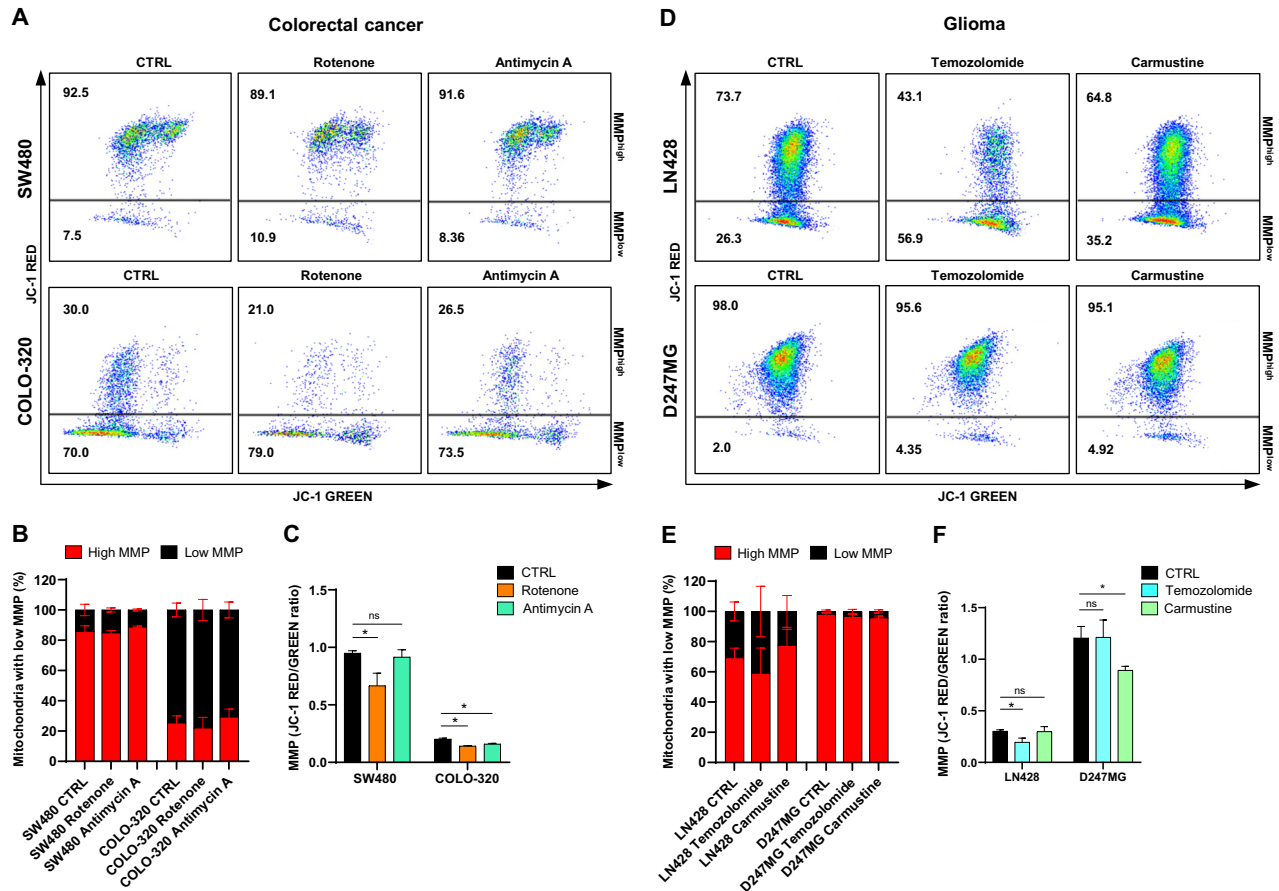 A
Colorectal cancer
CTRL
Rotenone
Antimycin A
92.5
89.1
91.6
SW480
MMPhigh
7.5
10.9
8.36
MMPlow
JC-1 RED
CTRL
Rotenone
Antimycin A
30.0
21.0
26.5
COLO-320
MMPhigh
70.0
79.0
73.5
MMPlow
JC-1 GREEN
D
Glioma
CTRL
Temozolomide
Carmustine
73.7
43.1
64.8
LN428
MMPhigh
26.3
56.9
35.2
MMPlow
JC-1 RED
CTRL
Temozolomide
Carmustine
98.0
95.6
95.1
D247MG
MMPhigh
2.0
4.35
4.92
MMPlow
JC-1 GREEN
B
High MMP
Low MMP
Mitochondria with low MMP (%)
120
100
80
60
40
20
0
SW480 CTRL
SW480 Rotenone
SW480 Antimycin A
COLO-320 CTRL
COLO-320 Rotenone
COLO-320 Antimycin A
C
CTRL
Rotenone
Antimycin A
MMP (JC-1 RED/GREEN ratio)
1.5
1.0
0.5
0.0
ns
*
*
*
SW480
COLO-320
E
High MMP
Low MMP
Mitochondria with low MMP (%)
120
100
80
60
40
20
0
LN428 CTRL
LN428 Temozolomide
LN428 Carmustine
D247MG CTRL
D247MG Temozolomide
D247MG Carmustine
F
CTRL
Temozolomide
Carmustine
MMP (JC-1 RED/GREEN ratio)
1.5
1.0
0.5
0.0
ns
*
*
ns
LN428
D247MG